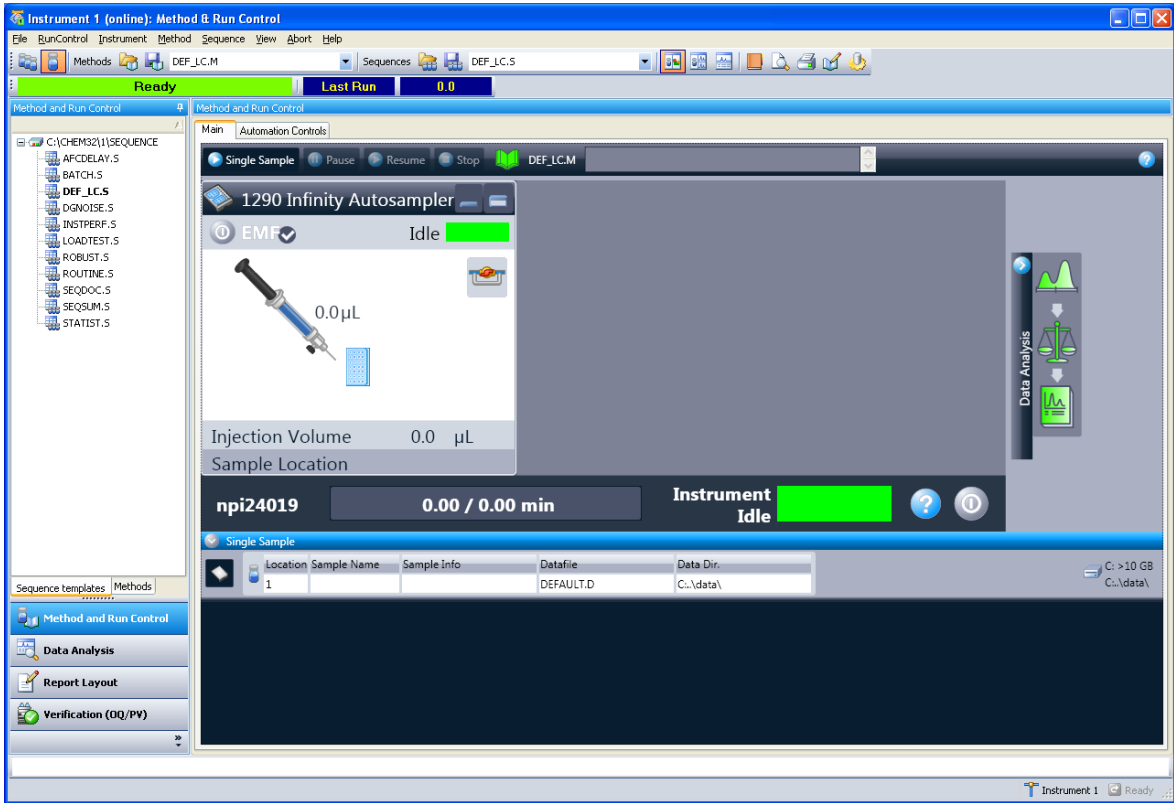 Instrument 1 (online): Method & Run Control
File RunControl Instrument Method Sequence View Abort Help
Methods DEF_LC.M Sequences DEF_LC.S
Ready Last Run 0.0
Method and Run Control
Method and Run Control
Main Automation Controls
C:\CHEM32\1\SEQUENCE
AFCDELAY.S
BATCH.S
DEF_LC.S
DGNOISE.S
INSTPERF.S
LOADTEST.S
ROBUST.S
ROUTINE.S
SEQDOC.S
SEQSUM.S
STATIST.S
Sequence templates Methods
Method and Run Control
Data Analysis
Report Layout
Verification (OQ/PV)
Single Sample Pause Resume Stop DEF_LC.M
1290 Infinity Autosampler
EMF Idle
0.0 µL
Injection Volume 0.0 µL
Sample Location
Data Analysis
npi24019 0.00 / 0.00 min Instrument
Idle
Single Sample
Location Sample Name Sample Info Datafile Data Dir.
1 DEFAULT.D C:..\data\
C: >10 GB
C:..\data\
Instrument 1 Ready